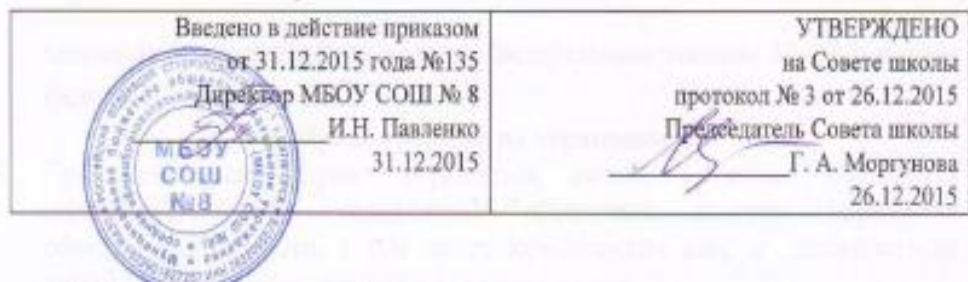 Введено в действие приказом
от 31.12.2015 года №135
Директор МБОУ СОШ № 8
И.Н. Павленко
31.12.2015
УТВЕРЖДЕНО
на Совете школы
протокол № 3 от 26.12.2015
Председатель Совета школы
Г. А. Моргунова
26.12.2015
МБОУ
СОШ
№8